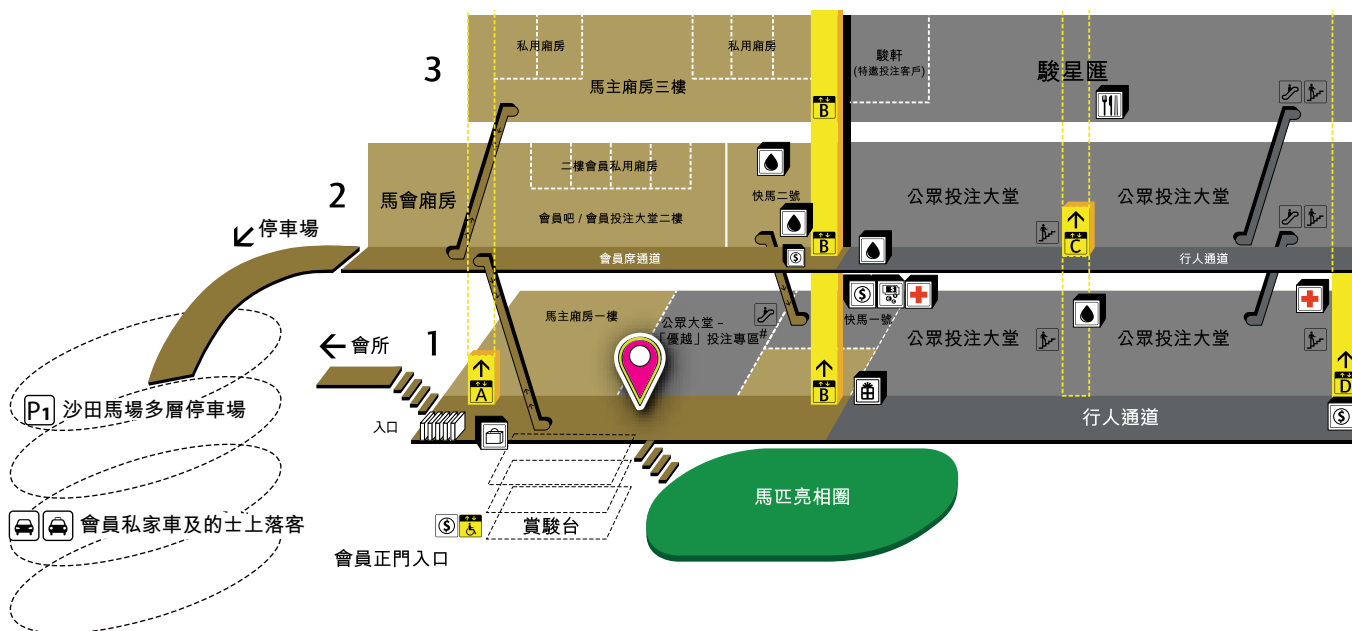 3
私用廂房
私用廂房
馬主廂房三樓
駿軒
(特邀投注客戶)
駿星匯
B
2
馬會廂房
二樓會員私用廂房
會員吧 / 會員投注大堂二樓
快馬二號
公眾投注大堂
公眾投注大堂
B
C
停車場
會員席通道
$
行人通道
1
會所
馬主廂房一樓
公眾大堂 –
「優越」投注專區#
$
$
快馬一號
公眾投注大堂
公眾投注大堂
A
B
D
P1 沙田馬場多層停車場
入口
行人通道
$
馬匹亮相圈
會員私家車及的士上落客
$
賞駿台
會員正門入口